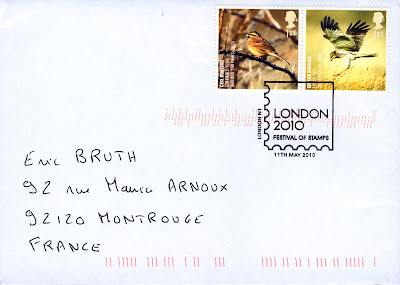 1ST
1ST
LONDON N1
LONDON
2010
FESTIVAL OF STAMPS
11TH MAY 2010
Eric BRUTH
92 rue Maurice ARNOUX
92120 MONTROUGE
FRANCE